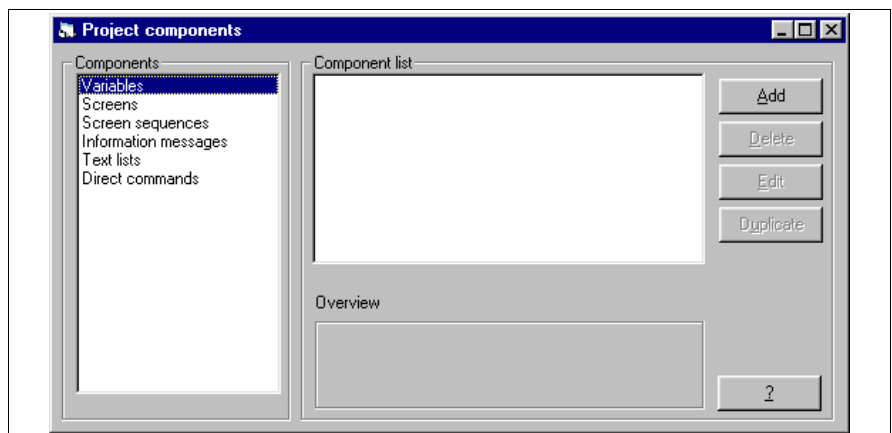 Project components
Components
Variables
Screens
Screen sequences
Information messages
Text lists
Direct commands
Component list
Add
Delete
Edit
Duplicate
Overview
?